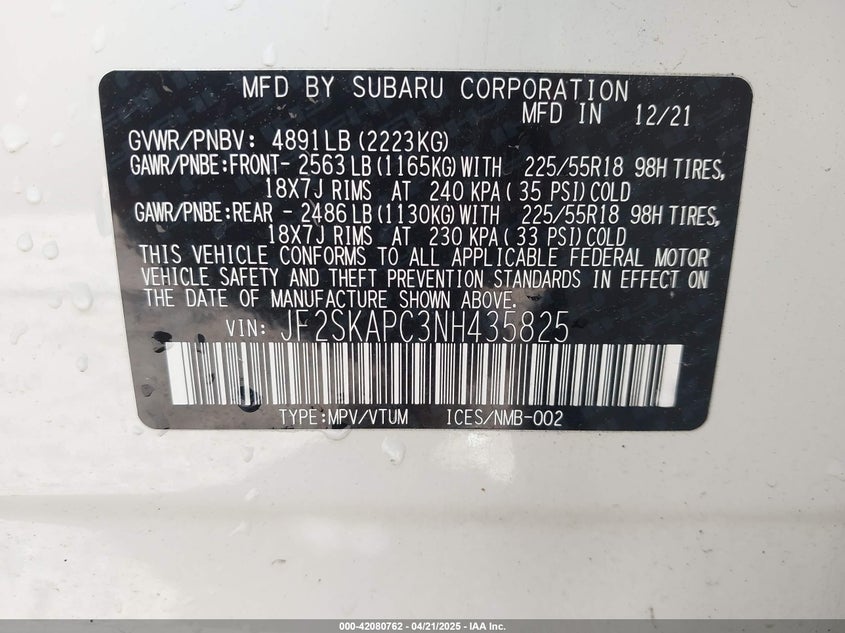 MFD BY SUBARU CORPORATION
MFD IN 12/21
GVWR/PNBV: 4891LB (2223KG)
GAWR/PNBE:FRONT- 2563LB (1165KG) WITH 225/55R18 98H TIRES,
18X7J RIMS AT 240 KPA( 35 PSI) COLD
GAWR/PNBE:REAR - 2486LB (1130KG) WITH 225/55R18 98H TIRES,
18X7J RIMS AT 230 KPA( 33 PSI) COLD
THIS VEHICLE CONFORMS TO ALL APPLICABLE FEDERAL MOTOR
VEHICLE SAFETY AND THEFT PREVENTION STANDARDS IN EFFECT ON
THE DATE OF MANUFACTURE SHOWN ABOVE.
VIN: JF2SKAPC3NH435825
TYPE:MPV/VTUM ICES/NMB-002
000-42080762 - 04/21/2025 - IAA Inc.